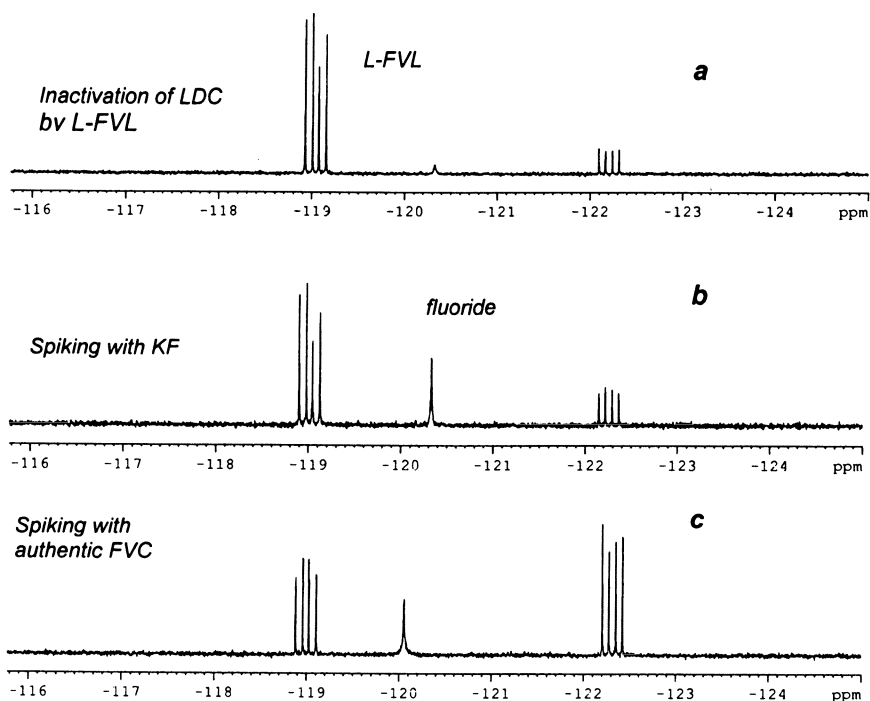 L-FVL
a
Inactivation of LDC
bv L-FVL
-116 -117 -118 -119 -120 -121 -122 -123 -124 ppm
b
fluoride
Spiking with KF
-116 -117 -118 -119 -120 -121 -122 -123 -124 ppm
c
Spiking with
authentic FVC
-116 -117 -118 -119 -120 -121 -122 -123 -124 ppm